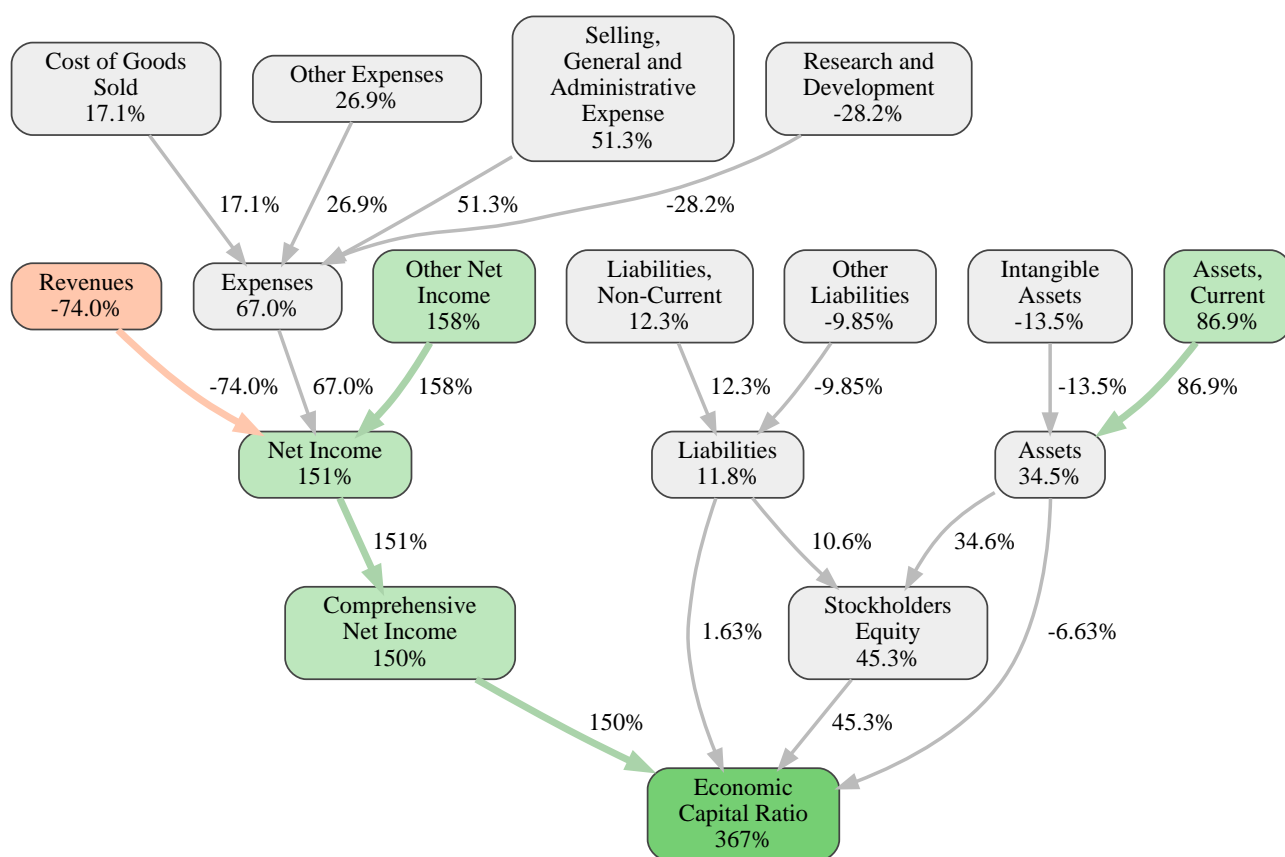 Cost of Goods
Sold
17.1%
Other Expenses
26.9%
Selling,
General and
Administrative
Expense
51.3%
Research and
Development
-28.2%
17.1%
26.9%
51.3%
-28.2%
Revenues
-74.0%
Expenses
67.0%
Other Net
Income
158%
Liabilities,
Non-Current
12.3%
Other
Liabilities
-9.85%
Intangible
Assets
-13.5%
Assets,
Current
86.9%
-74.0%
67.0%
158%
12.3%
-9.85%
-13.5%
86.9%
Net Income
151%
Liabilities
11.8%
Assets
34.5%
151%
10.6%
34.6%
Comprehensive
Net Income
150%
1.63%
Stockholders
Equity
45.3%
-6.63%
150%
45.3%
Economic
Capital Ratio
367%